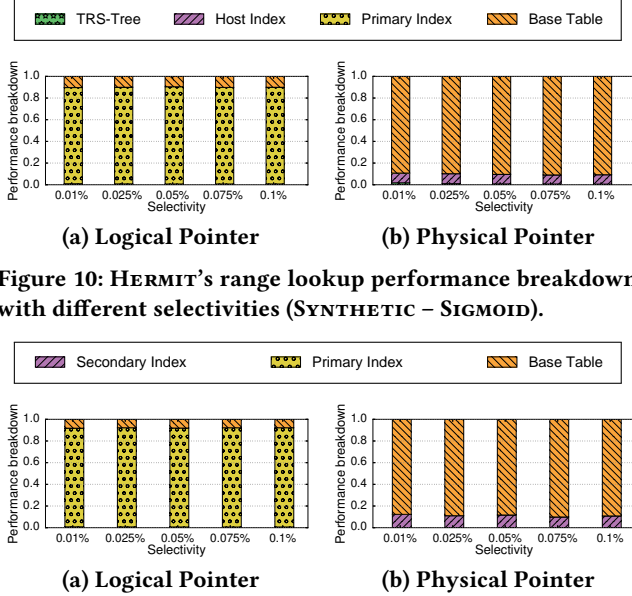 TRS-Tree Host Index Primary Index Base Table
Performance breakdown
1.0
0.8
0.6
0.4
0.2
0.0
0.01% 0.025% 0.05% 0.075% 0.1%
Selectivity
(a) Logical Pointer
Performance breakdown
1.0
0.8
0.6
0.4
0.2
0.0
0.01% 0.025% 0.05% 0.075% 0.1%
Selectivity
(b) Physical Pointer
Figure 10: HERMIT's range lookup performance breakdown
with different selectivities (SYNTHETIC – SIGMOID).
Secondary Index Primary Index Base Table
Performance breakdown
1.0
0.8
0.6
0.4
0.2
0.0
0.01% 0.025% 0.05% 0.075% 0.1%
Selectivity
(a) Logical Pointer
Performance breakdown
1.0
0.8
0.6
0.4
0.2
0.0
0.01% 0.025% 0.05% 0.075% 0.1%
Selectivity
(b) Physical Pointer